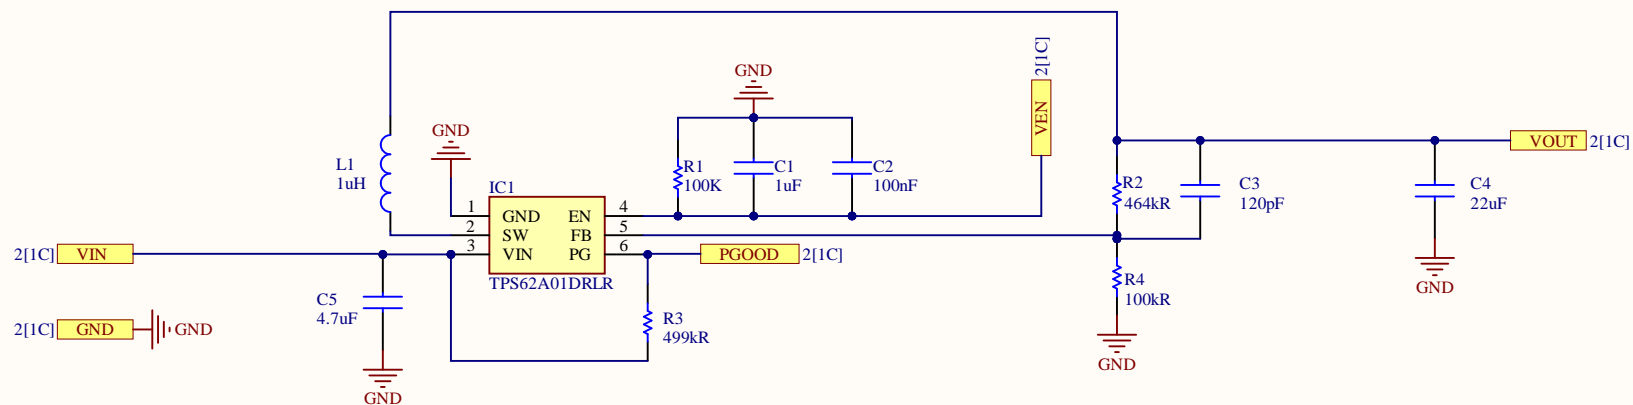 2[1C]
GND
VEN
GND
L1
1uH
R1
100K
C1
1uF
C2
100nF
VOUT 2[1C]
IC1
R2
464kR
C3
120pF
C4
22uF
1 GND EN 4
2 SW FB 5
3 VIN PG 6
2[1C] VIN
PGOOD 2[1C]
TPS62A01DRLR
C5
4.7uF
R4
100kR
GND
R3
499kR
2[1C] GND GND
GND
GND